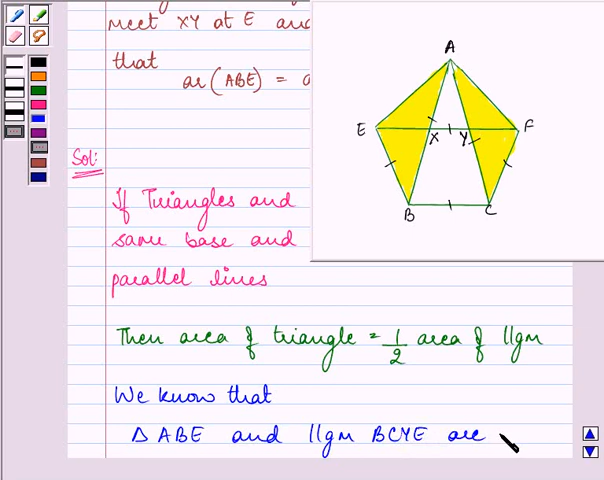 meet XY at E and
that
ar (ABE) =
Sol:
If Triangles and
same base and
parallel lines
Then area of triangle = 1/2 area of llgm
We know that
Δ ABE and llgm BCYE are
A
E
X
Y
F
B
C